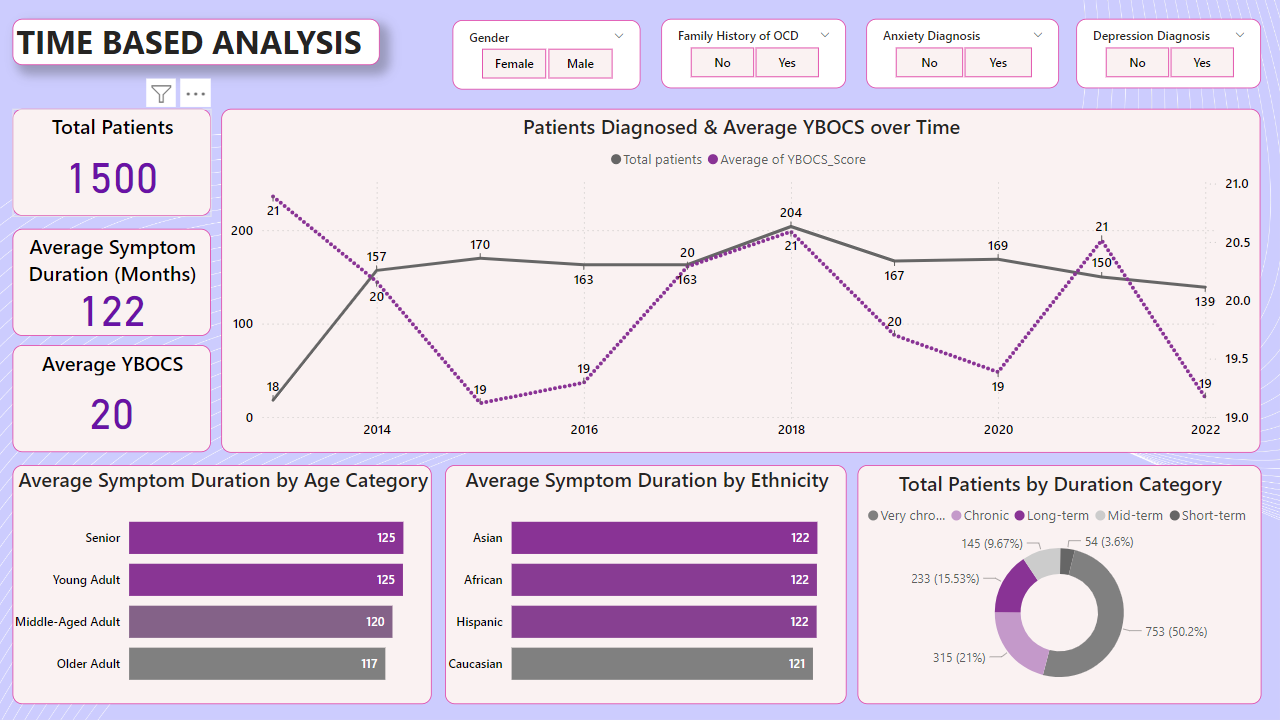 TIME BASED ANALYSIS
Gender
Female Male
Family History of OCD
No Yes
Anxiety Diagnosis
No Yes
Depression Diagnosis
No Yes
Total Patients
1500
Average Symptom
Duration (Months)
122
Average YBOCS
20
Patients Diagnosed & Average YBOCS over Time
Total patients Average of YBOCS_Score
200
100
0
21.0
20.5
20.0
19.5
19.0
18
157
170
163
163
204
167
169
150
139
21
20
19
19
20
21
20
19
21
19
2014 2016 2018 2020 2022
Average Symptom Duration by Age Category
Senior 125
Young Adult 125
Middle-Aged Adult 120
Older Adult 117
Average Symptom Duration by Ethnicity
Asian 122
African 122
Hispanic 122
Caucasian 121
Total Patients by Duration Category
Very chro... Chronic Long-term Mid-term Short-term
54 (3.6%)
145 (9.67%)
233 (15.53%)
315 (21%)
753 (50.2%)